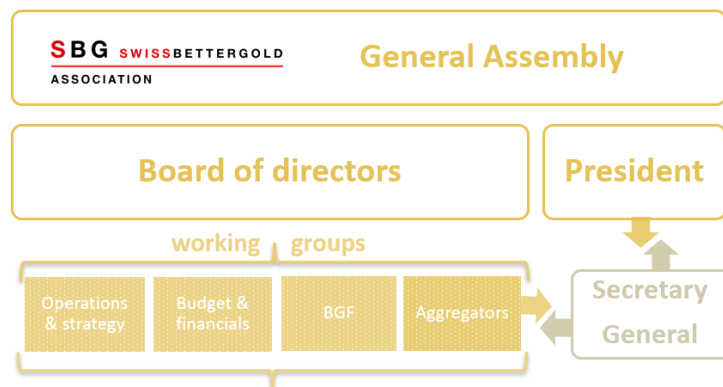 SBG SWISSBETTERGOLD
ASSOCIATION
General Assembly
Board of directors
President
working groups
Operations
& strategy
Budget &
financials
BGF
Aggregators
Secretary
General